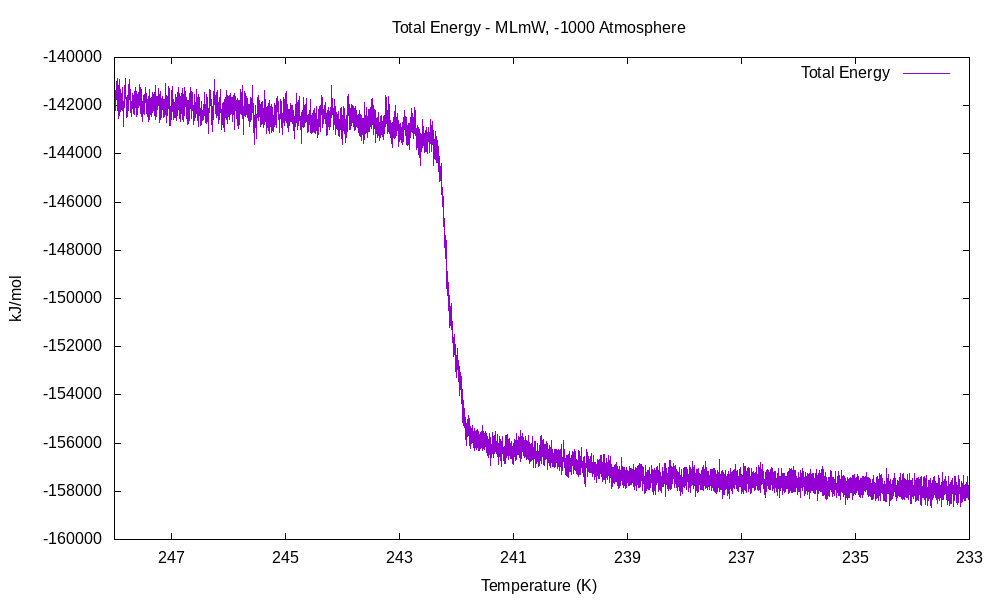 Total Energy - MLmW, -1000 Atmosphere
Total Energy
-140000
-142000
-144000
-146000
-148000
-150000
-152000
-154000
-156000
-158000
-160000
kJ/mol
247 245 243 241 239 237 235 233
Temperature (K)